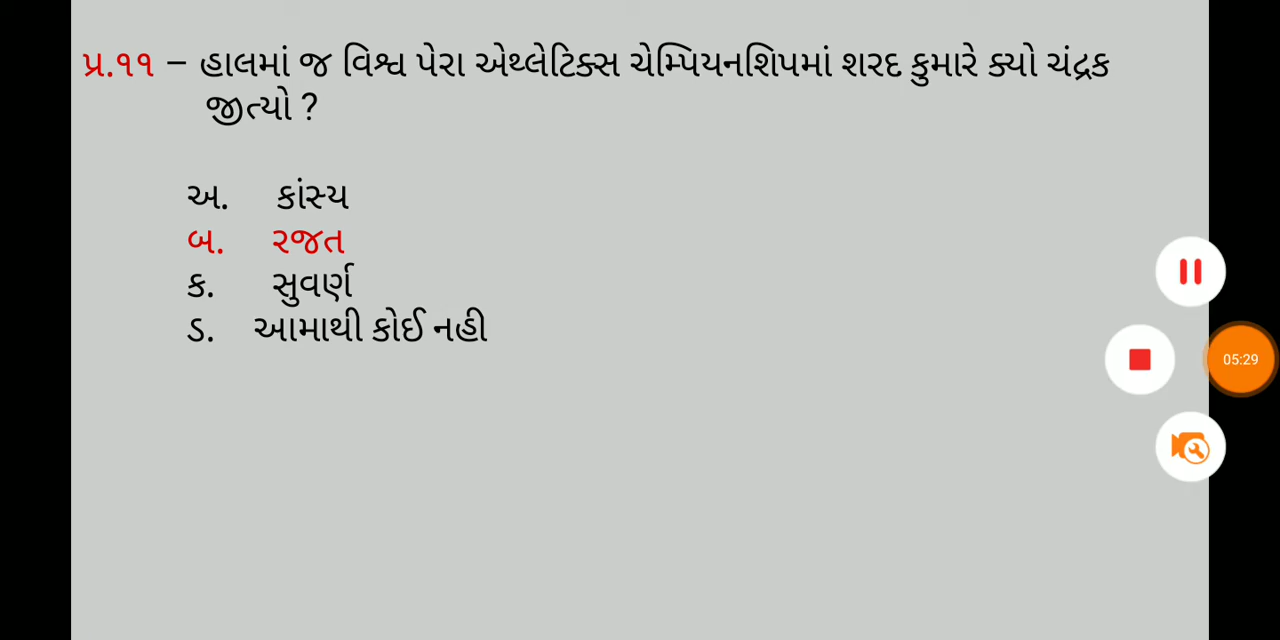 પ્ર.૧૧ – હાલમાં જ વિશ્વ પેરા એથ્લેટિક્સ ચેમ્પિયનશિપમાં શરદ કુમારે ક્યો ચંદ્રક
જીત્યો ?
અ. કાંસ્ય
બ. રજત
ક. સુવર્ણ
ડ. આમાથી કોઈ નહી
05:29